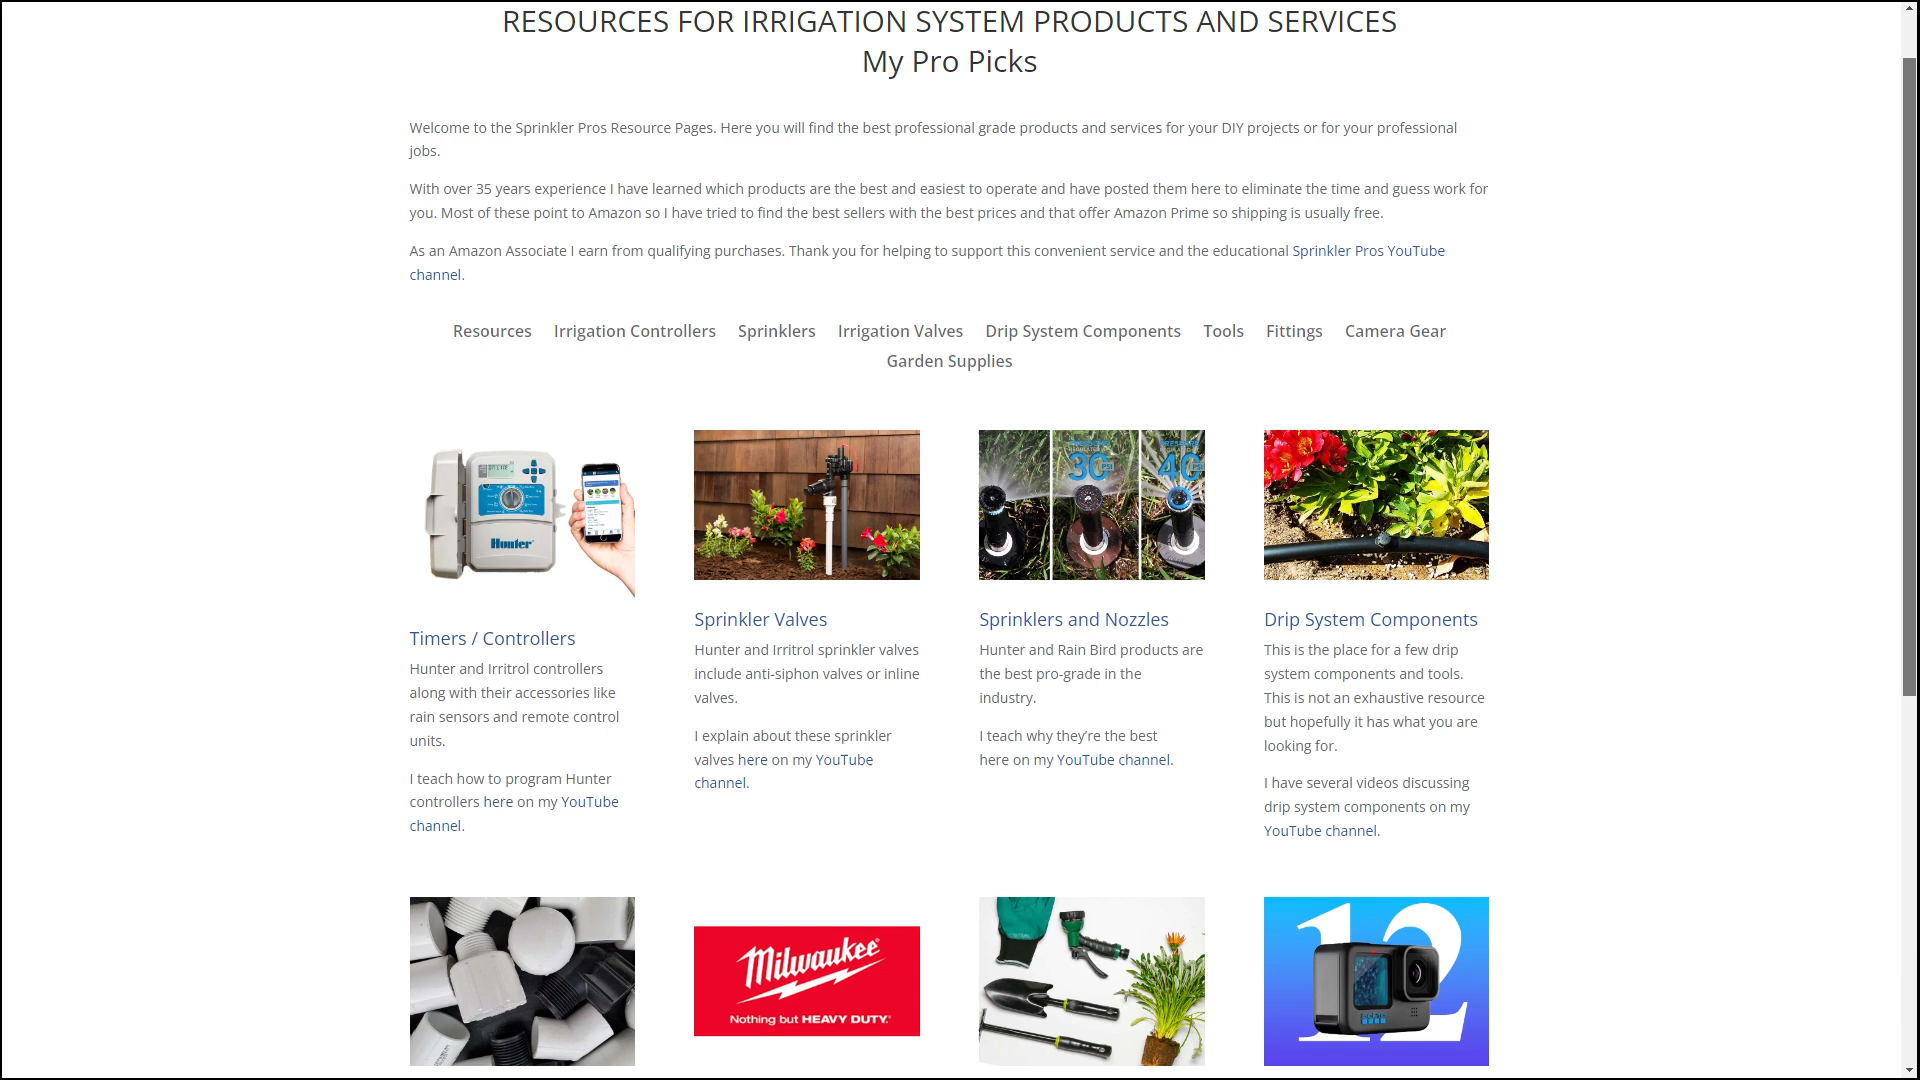 RESOURCES FOR IRRIGATION SYSTEM PRODUCTS AND SERVICES
My Pro Picks
Welcome to the Sprinkler Pros Resource Pages. Here you will find the best professional grade products and services for your DIY projects or for your professional
jobs.
With over 35 years experience I have learned which products are the best and easiest to operate and have posted them here to eliminate the time and guess work for
you. Most of these point to Amazon so I have tried to find the best sellers with the best prices and that offer Amazon Prime so shipping is usually free.
As an Amazon Associate I earn from qualifying purchases. Thank you for helping to support this convenient service and the educational Sprinkler Pros YouTube
channel.
Resources Irrigation Controllers Sprinklers Irrigation Valves Drip System Components Tools Fittings Camera Gear
Garden Supplies
Hunter
30 PSI
40 PSI
Timers / Controllers
Hunter and Irritrol controllers
along with their accessories like
rain sensors and remote control
units.
I teach how to program Hunter
controllers here on my YouTube
channel.
Sprinkler Valves
Hunter and Irritrol sprinkler valves
include anti-siphon valves or inline
valves.
I explain about these sprinkler
valves here on my YouTube
channel.
Sprinklers and Nozzles
Hunter and Rain Bird products are
the best pro-grade in the
industry.
I teach why they’re the best
here on my YouTube channel.
Drip System Components
This is the place for a few drip
system components and tools.
This is not an exhaustive resource
but hopefully it has what you are
looking for.
I have several videos discussing
drip system components on my
YouTube channel.
Milwaukee
Nothing but HEAVY DUTY.
12